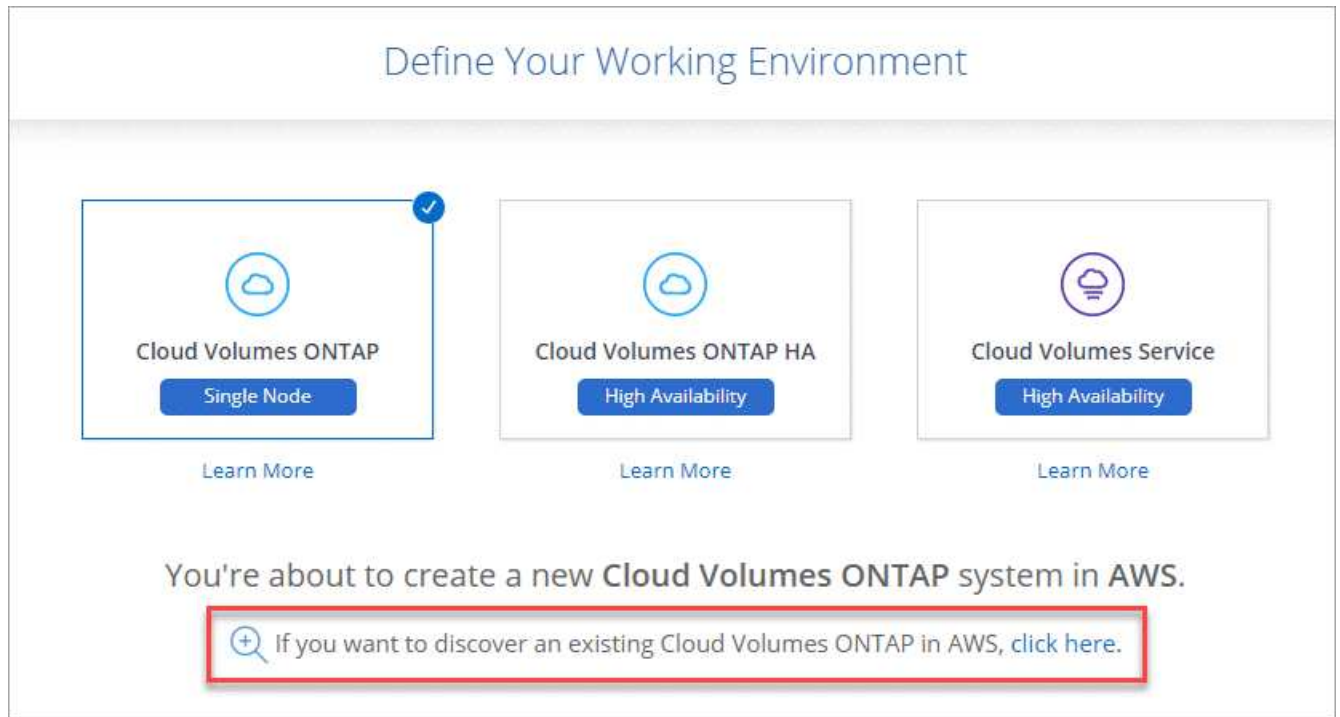 Define Your Working Environment
Cloud Volumes ONTAP
Single Node
Learn More
Cloud Volumes ONTAP HA
High Availability
Learn More
Cloud Volumes Service
High Availability
Learn More
You're about to create a new Cloud Volumes ONTAP system in AWS.
If you want to discover an existing Cloud Volumes ONTAP in AWS, click here.